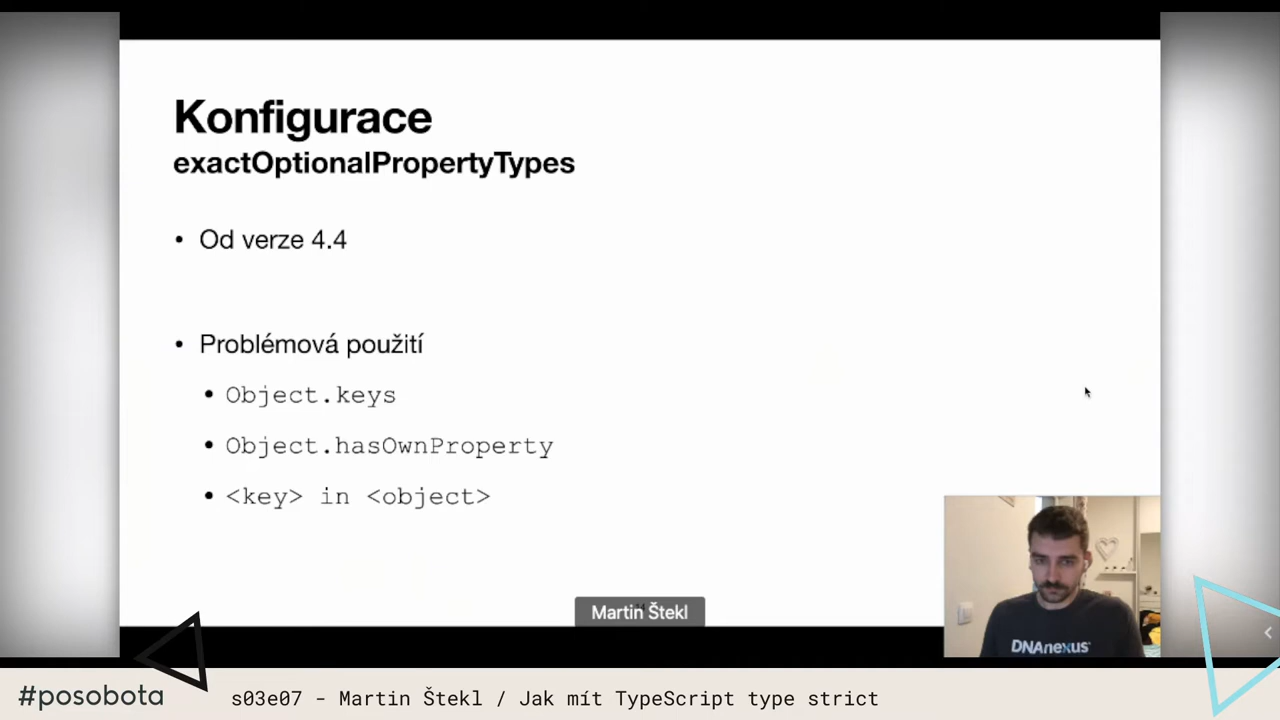 Konfigurace
exactOptionalPropertyTypes
• Od verze 4.4
• Problémová použití
• Object.keys
• Object.hasOwnProperty
• <key> in <object>
Martin Štekl
DNAnexus
#posobota
s03e07 - Martin Štekl / Jak mít TypeScript type strict